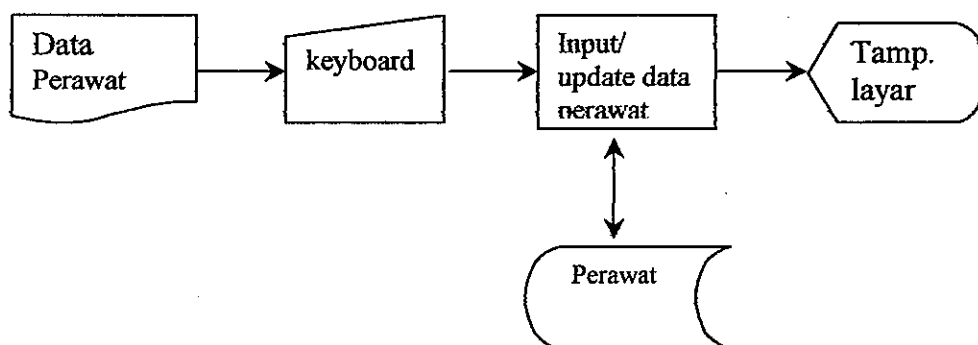 Data
Perawat
keyboard
Input/
update data
perawat
Tamp.
layar
Perawat